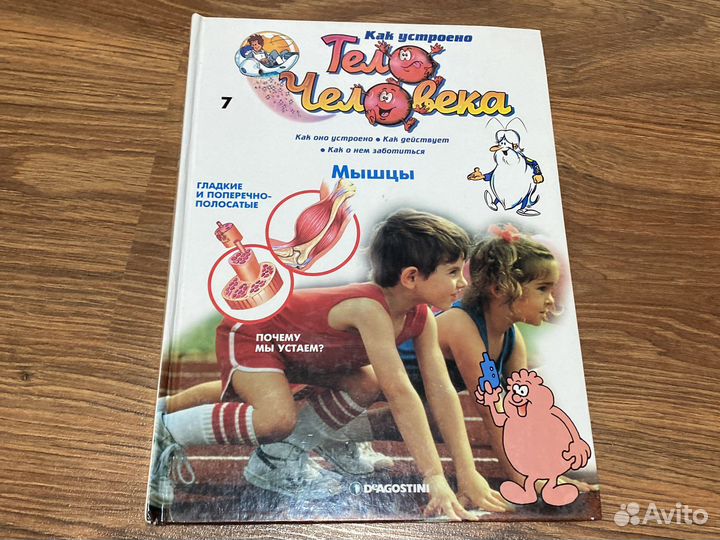 Как устроено
Тело
Человека
7
Как оно устроено • Как действует
• Как о нем заботиться
Мышцы
ГЛАДКИЕ
И ПОПЕРЕЧНО-
ПОЛОСАТЫЕ
ПОЧЕМУ
МЫ УСТАЕМ?
DeAGOSTINI
Avito